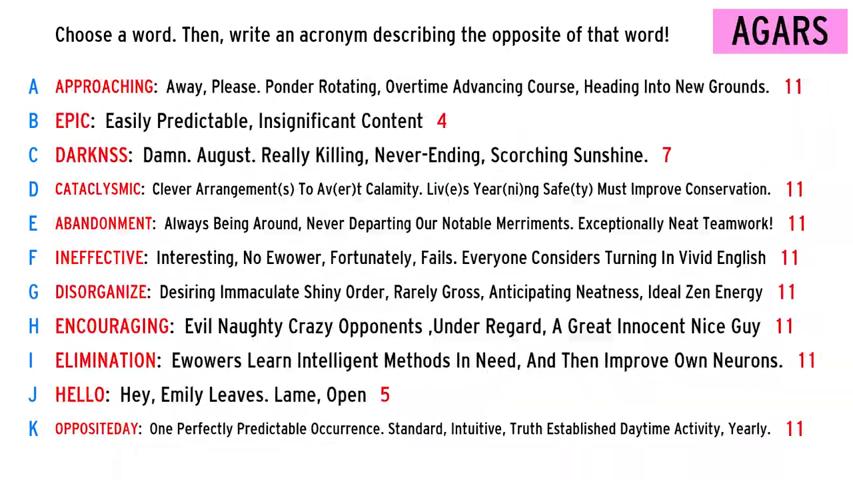 Choose a word. Then, write an acronym describing the opposite of that word!
AGARS
A APPROACHING: Away, Please. Ponder Rotating, Overtime Advancing Course, Heading Into New Grounds. 11
B EPIC: Easily Predictable, Insignificant Content 4
C DARKNSS: Damn. August. Really Killing, Never-Ending, Scorching Sunshine. 7
D CATACLYSMIC: Clever Arrangement(s) To Av(er)t Calamity. Liv(e)s Year(ni)ng Safe(ty) Must Improve Conservation. 11
E ABANDONMENT: Always Being Around, Never Departing Our Notable Merriments. Exceptionally Neat Teamwork! 11
F INEFFECTIVE: Interesting, No Ewower, Fortunately, Fails. Everyone Considers Turning In Vivid English 11
G DISORGANIZE: Desiring Immaculate Shiny Order, Rarely Gross, Anticipating Neatness, Ideal Zen Energy 11
H ENCOURAGING: Evil Naughty Crazy Opponents ,Under Regard, A Great Innocent Nice Guy 11
I ELIMINATION: Ewowers Learn Intelligent Methods In Need, And Then Improve Own Neurons. 11
J HELLO: Hey, Emily Leaves. Lame, Open 5
K OPPOSITEDAY: One Perfectly Predictable Occurrence. Standard, Intuitive, Truth Established Daytime Activity, Yearly. 11